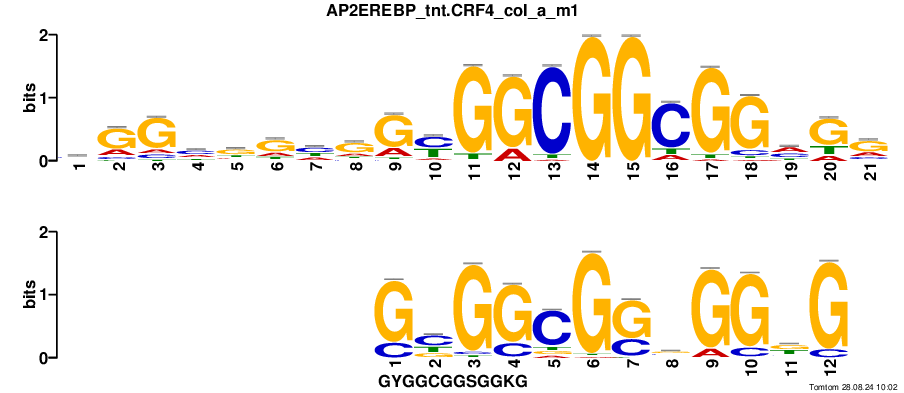 AP2EREBP_tnt.CRF4_col_a_m1
2
1
0
bits
1 2 3 4 5 6 7 8 9 10 11 12 13 14 15 16 17 18 19 20 21
2
1
0
bits
1 2 3 4 5 6 7 8 9 10 11 12
GYGGCGGSGGKG
Tomtom 28.08.24 10:02